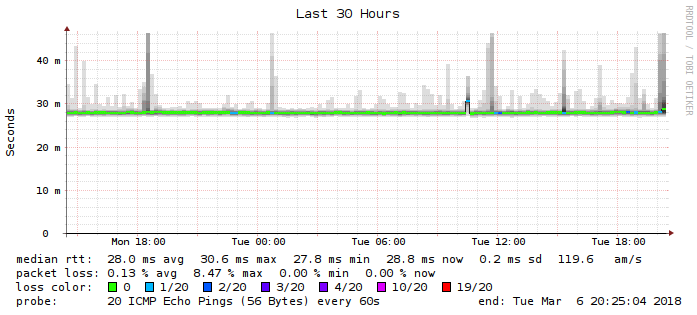 Last 30 Hours
RRDTOOL / TOBI OETIKER
Seconds
40 m
30 m
20 m
10 m
0
Mon 18:00 Tue 00:00 Tue 06:00 Tue 12:00 Tue 18:00
median rtt: 28.0 ms avg 30.6 ms max 27.8 ms min 28.8 ms now 0.2 ms sd 119.6 am/s
packet loss: 0.13 % avg 8.47 % max 0.00 % min 0.00 % now
loss color: 0 1/20 2/20 3/20 4/20 10/20 19/20
probe: 20 ICMP Echo Pings (56 Bytes) every 60s end: Tue Mar 6 20:25:04 2018